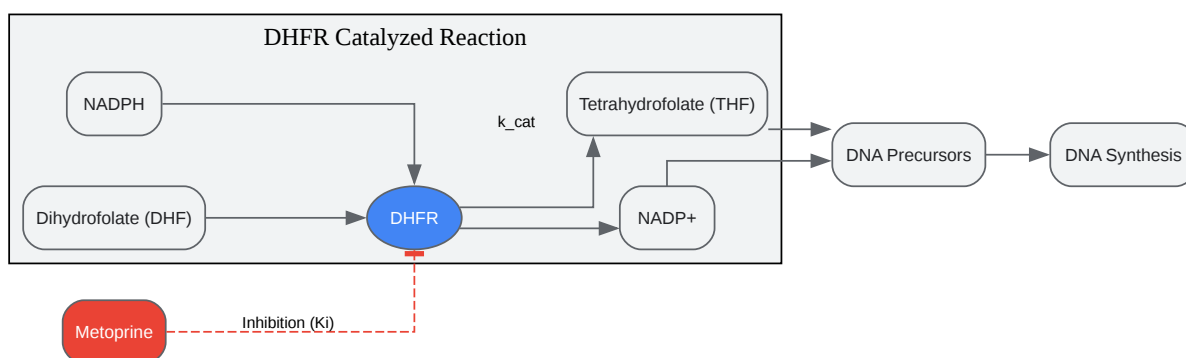 DHFR Catalyzed Reaction
NADPH
Tetrahydrofolate (THF)
k_cat
DNA Precursors
DNA Synthesis
Dihydrofolate (DHF)
DHFR
NADP+
Inhibition (Ki)
Metoprine